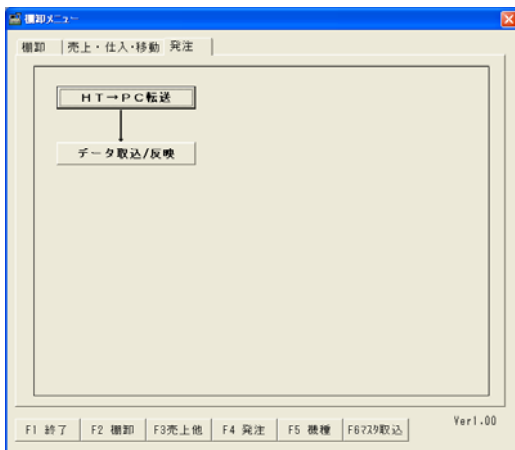 棚卸メニュー
棚卸 売上・仕入・移動 発注
HT→PC転送
データ取込/反映
F1 終了 F2 棚卸 F3売上他 F4 発注 F5 機種 F6マスタ取込 Ver1.00